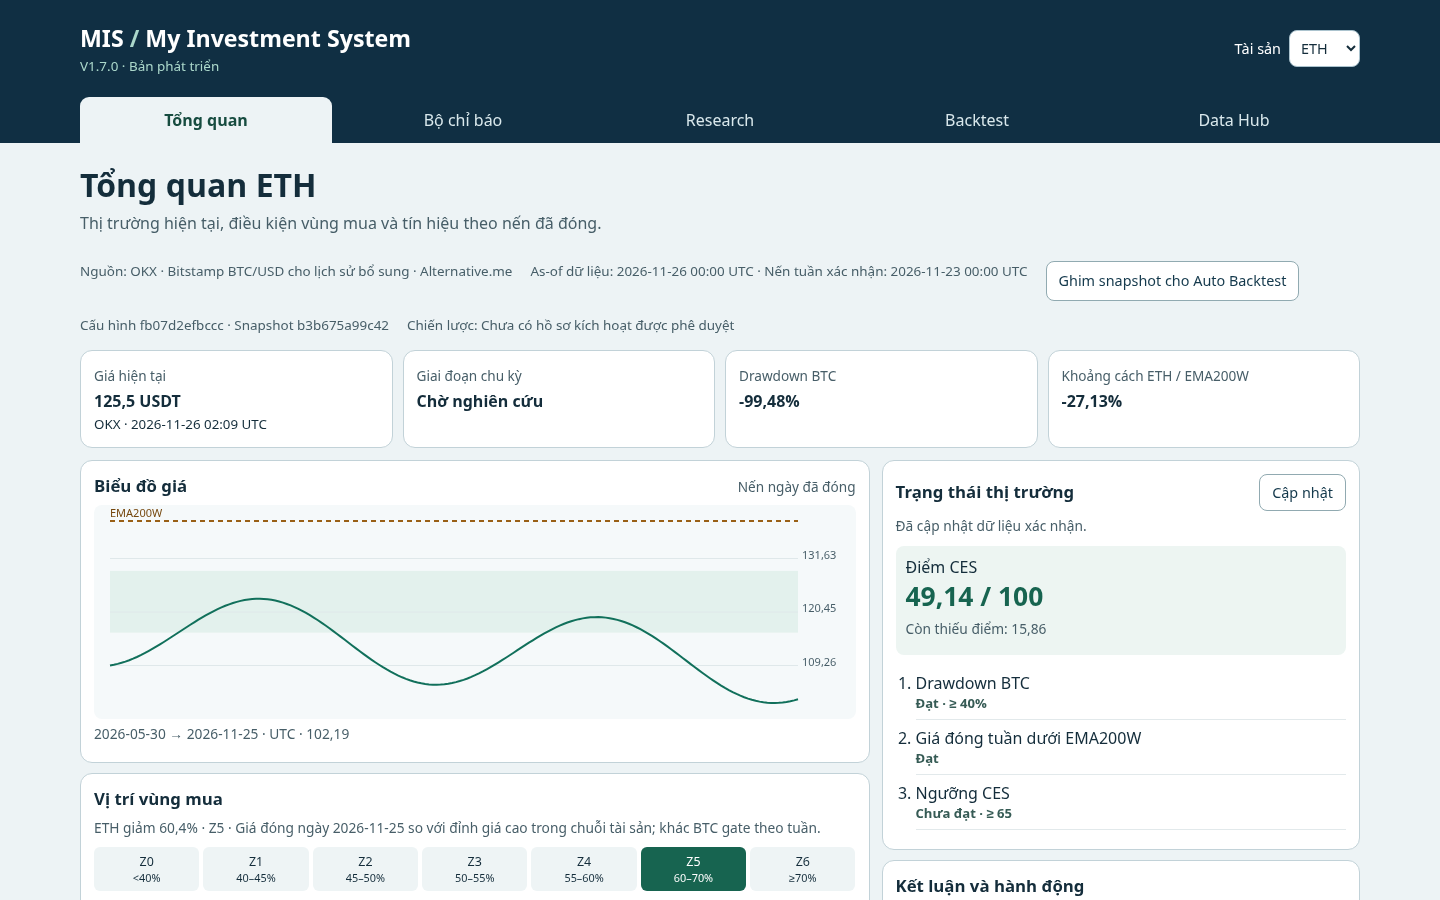 MIS / My Investment System
V1.7.0 · Bản phát triển
Tài sản ETH
Tổng quan Bộ chỉ báo Research Backtest Data Hub
Tổng quan ETH
Thị trường hiện tại, điều kiện vùng mua và tín hiệu theo nến đã đóng.
Nguồn: OKX · Bitstamp BTC/USD cho lịch sử bổ sung · Alternative.me As-of dữ liệu: 2026-11-26 00:00 UTC · Nến tuần xác nhận: 2026-11-23 00:00 UTC Ghim snapshot cho Auto Backtest
Cấu hình fb07d2efbccc · Snapshot b3b675a99c42 Chiến lược: Chưa có hồ sơ kích hoạt được phê duyệt
Giá hiện tại
125,5 USDT
OKX · 2026-11-26 02:09 UTC
Giai đoạn chu kỳ
Chờ nghiên cứu
Drawdown BTC
-99,48%
Khoảng cách ETH / EMA200W
-27,13%
Biểu đồ giá Nến ngày đã đóng
EMA200W
131,63
120,45
109,26
2026-05-30 → 2026-11-25 · UTC · 102,19
Vị trí vùng mua
ETH giảm 60,4% · Z5 · Giá đóng ngày 2026-11-25 so với đỉnh giá cao trong chuỗi tài sản; khác BTC gate theo tuần.
Z0 Z1 Z2 Z3 Z4 Z5 Z6
<40% 40–45% 45–50% 50–55% 55–60% 60–70% ≥70%
Trạng thái thị trường Cập nhật
Đã cập nhật dữ liệu xác nhận.
Điểm CES
49,14 / 100
Còn thiếu điểm: 15,86
1. Drawdown BTC
Đạt · ≥ 40%
2. Giá đóng tuần dưới EMA200W
Đạt
3. Ngưỡng CES
Chưa đạt · ≥ 65
Kết luận và hành động